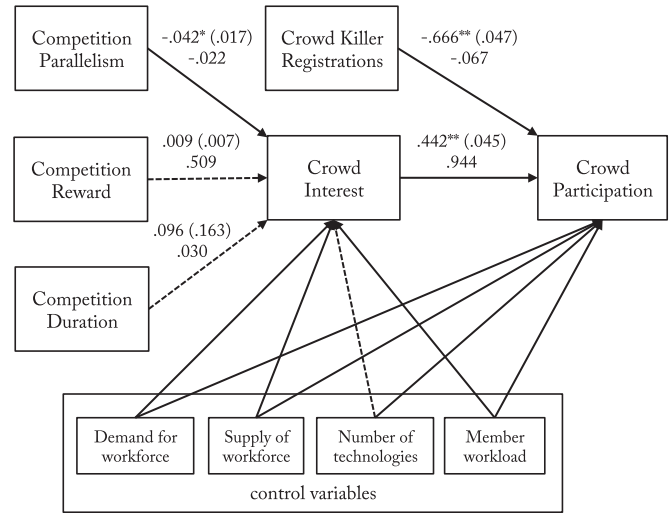 Competition
Parallelism
-.042* (.017)
-.022
Crowd Killer
Registrations
-.666** (.047)
-.067
Competition
Reward
.009 (.007)
.509
Crowd
Interest
.442** (.045)
.944
Crowd
Participation
.096 (.163)
.030
Competition
Duration
Demand for
workforce
Supply of
workforce
Number of
technologies
Member
workload
control variables